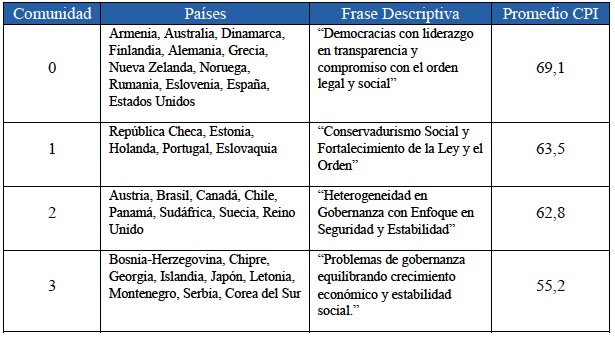 Comunidad Países Frase Descriptiva Promedio CPI
0
Armenia, Australia, Dinamarca,
Finlandia, Alemania, Grecia,
Nueva Zelanda, Noruega,
Rumania, Eslovenia, España,
Estados Unidos
“Democracias con liderazgo
en transparencia y
compromiso con el orden
legal y social”
69,1
1
República Checa, Estonia,
Holanda, Portugal, Eslovaquia
“Conservadurismo Social y
Fortalecimiento de la Ley y el
Orden”
63,5
2
Austria, Brasil, Canadá, Chile,
Panamá, Sudáfrica, Suecia, Reino
Unido
“Heterogeneidad en
Gobernanza con Enfoque en
Seguridad y Estabilidad”
62,8
3
Bosnia-Herzegovina, Chipre,
Georgia, Islandia, Japón, Letonia,
Montenegro, Serbia, Corea del Sur
“Problemas de gobernanza
equilibrando crecimiento
económico y estabilidad
social.”
55,2